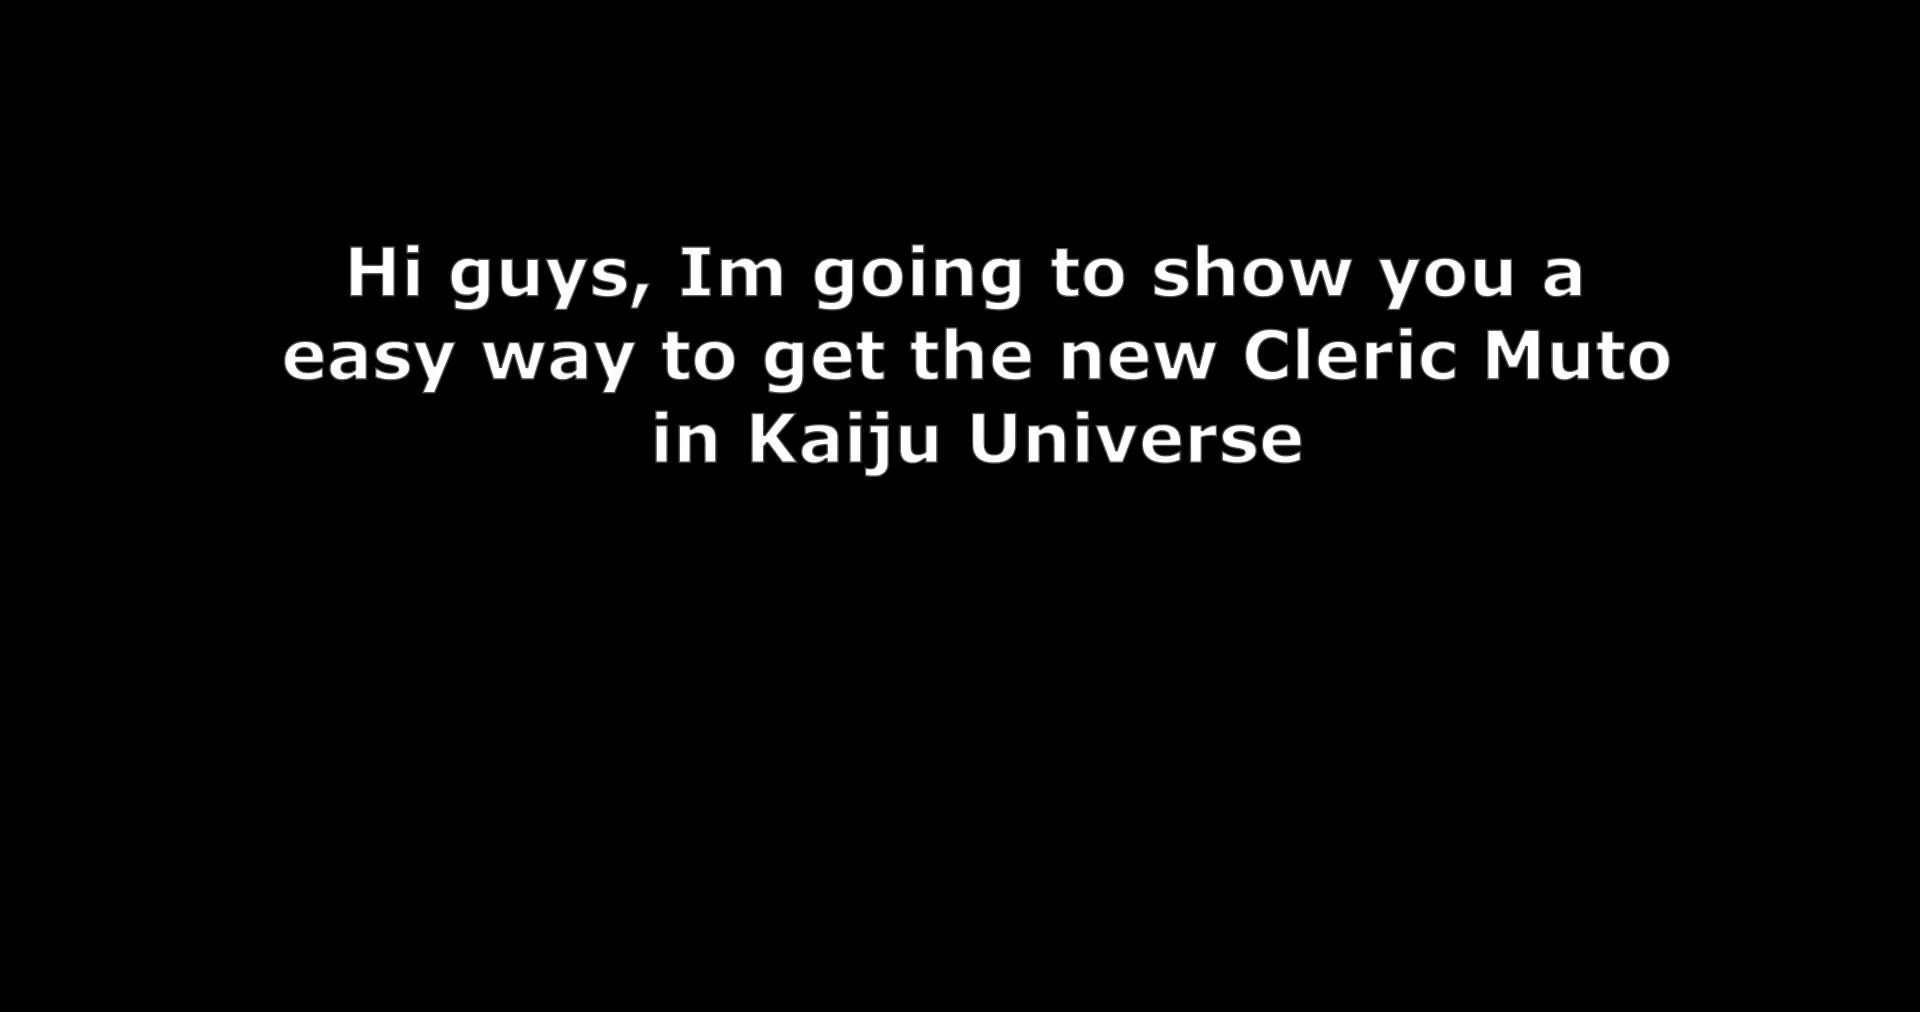 Hi guys, Im going to show you a
easy way to get the new Cleric Muto
in Kaiju Universe